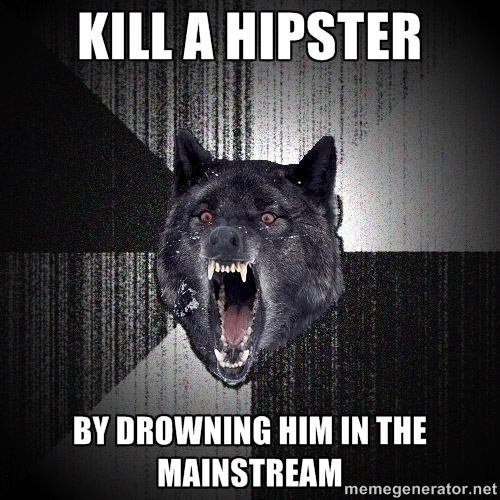 KILL A HIPSTER
BY DROWNING HIM IN THE
MAINSTREAM
memegenerator.net